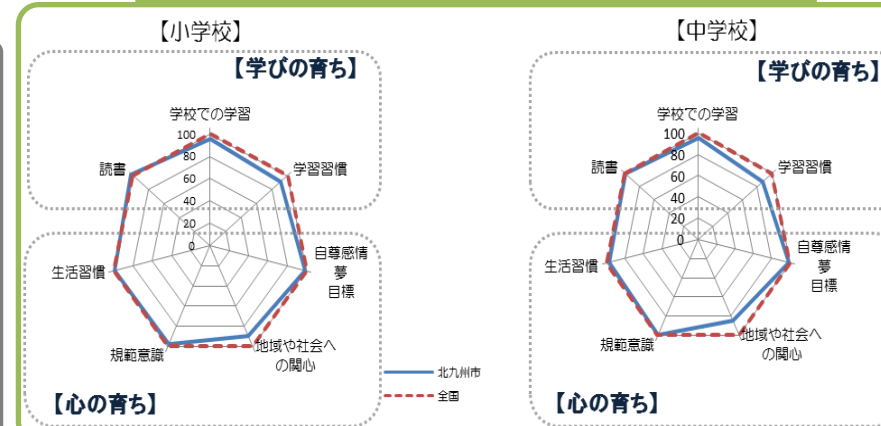 【小学校】
【学びの育ち】
学校での学習
100
80
60
40
20
0
学習習慣
自尊感情
夢
目標
地域や社会へ
の関心
規範意識
生活習慣
読書
【心の育ち】
北九州市
全国
【中学校】
【学びの育ち】
学校での学習
100
80
60
40
20
0
学習習慣
自尊感情
夢
目標
地域や社会へ
の関心
規範意識
生活習慣
読書
【心の育ち】